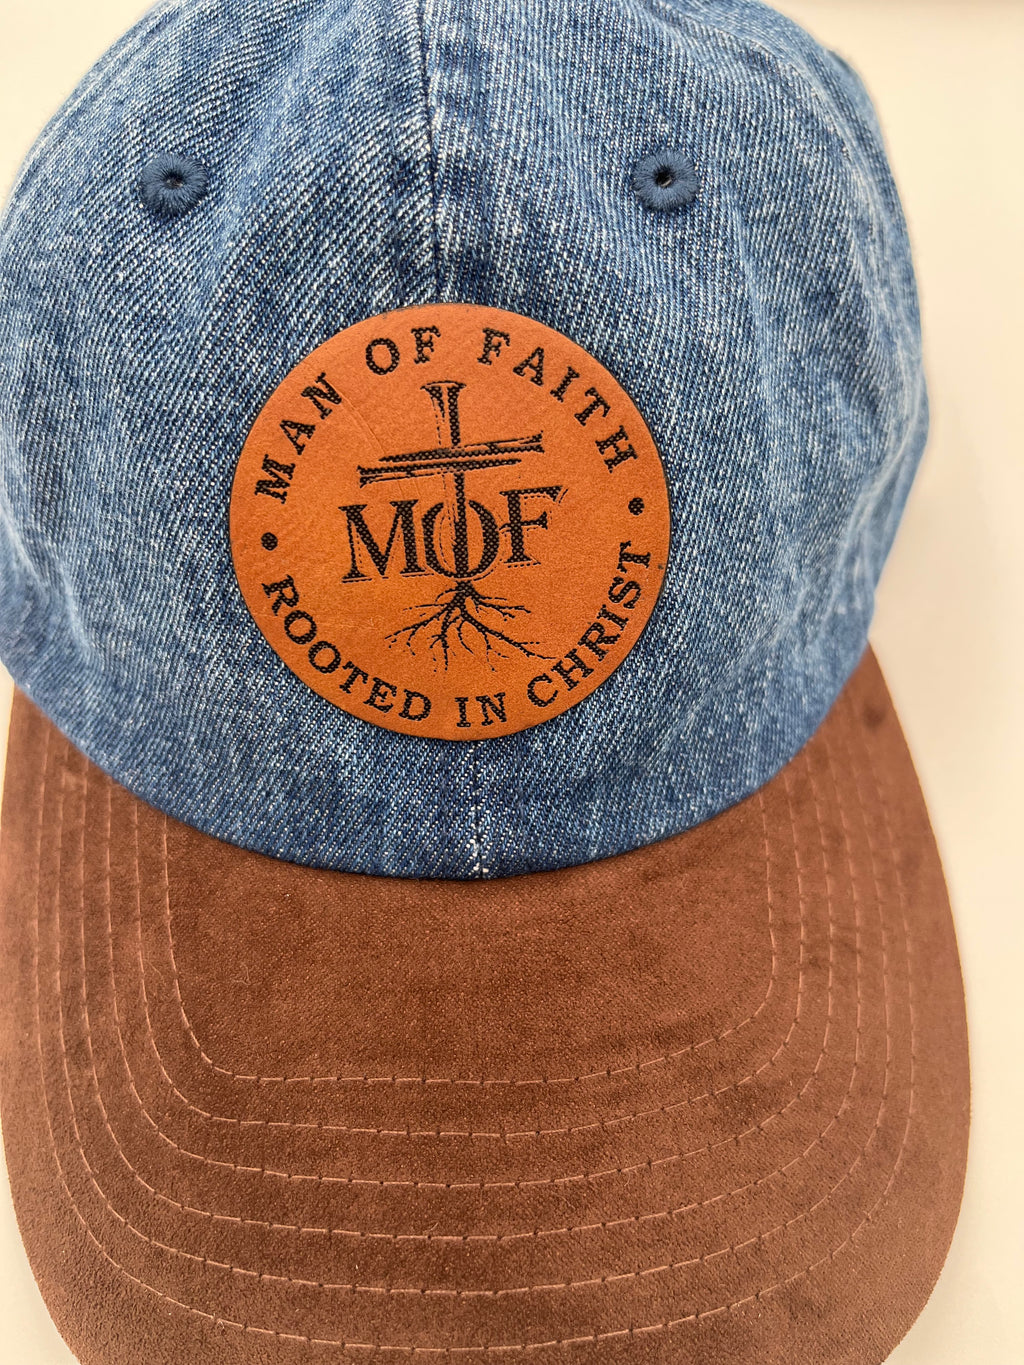 MAN OF FAITH
MOF
ROOTED IN CHRIST